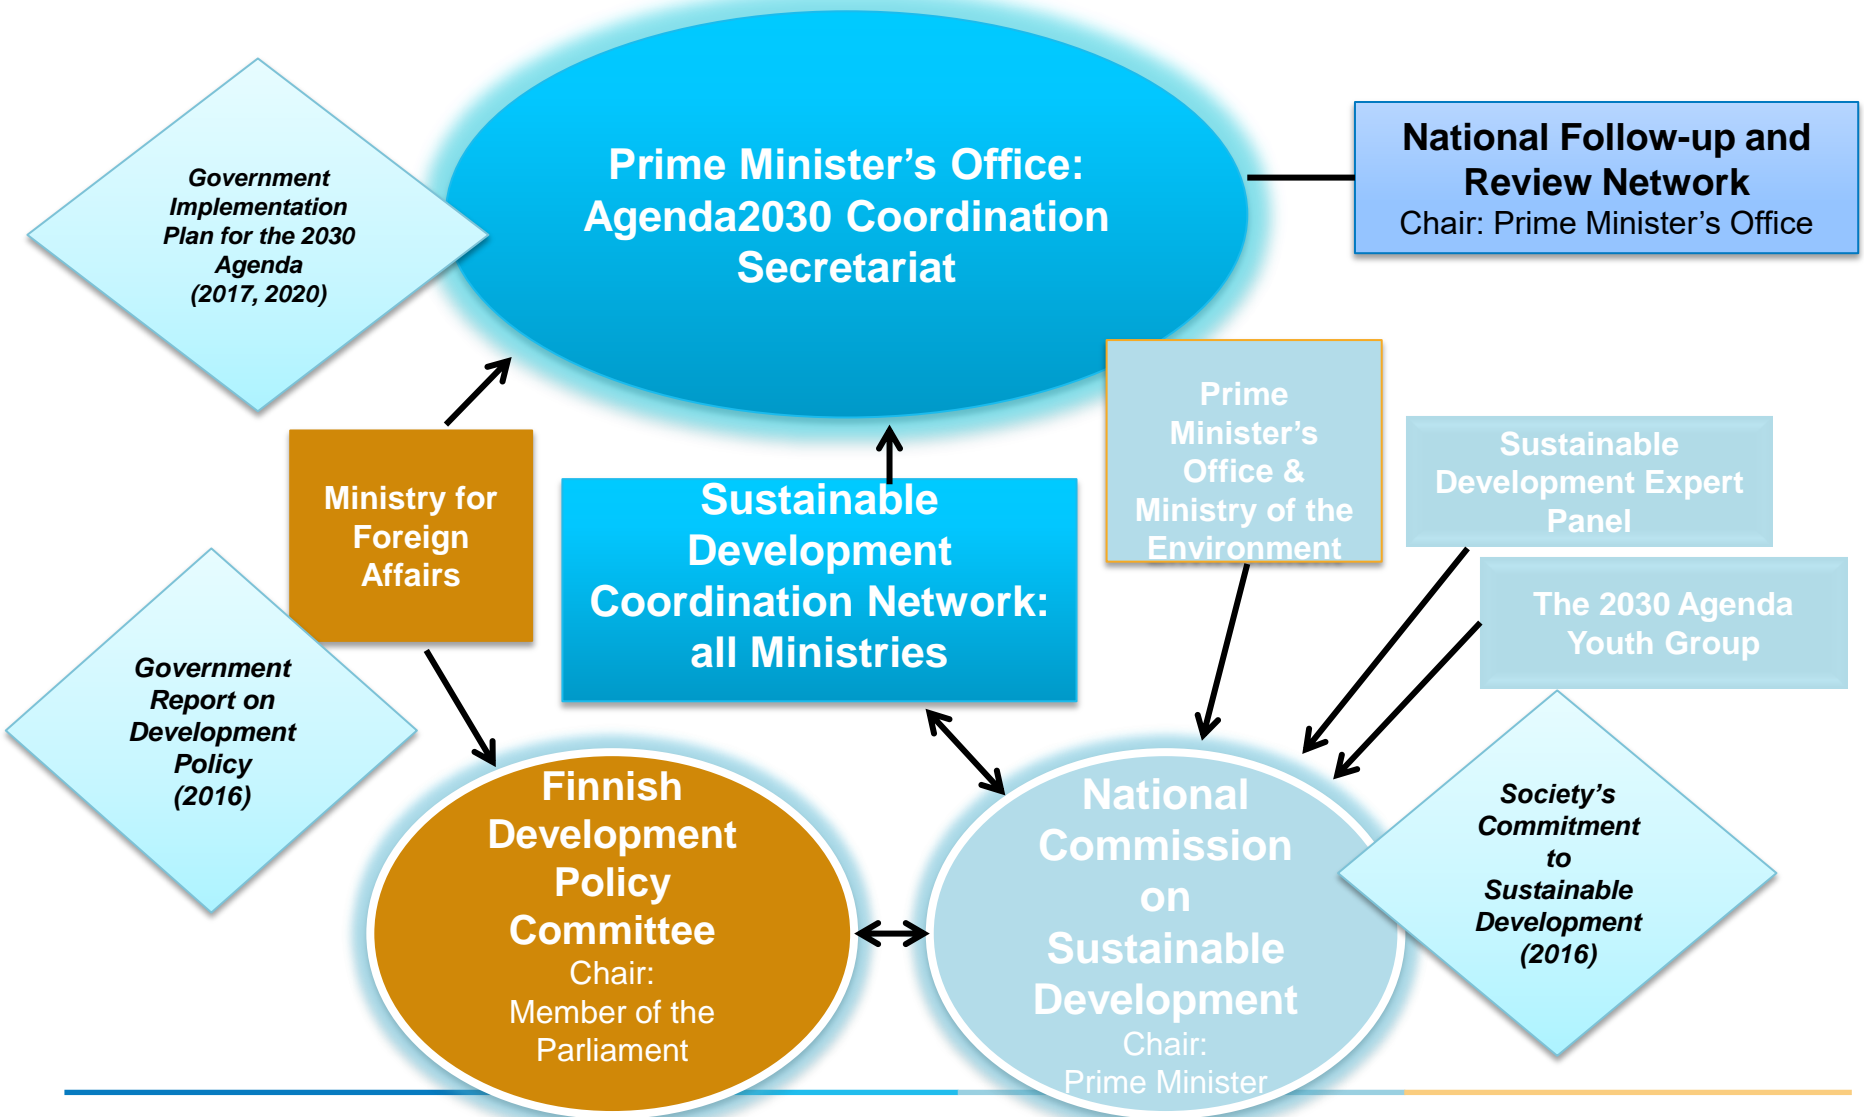 Government
Implementation
Plan for the 2030
Agenda
(2017, 2020)
Prime Minister’s Office:
Agenda2030 Coordination
Secretariat
National Follow-up and
Review Network
Chair: Prime Minister’s Office
Ministry for
Foreign
Affairs
Sustainable
Development
Coordination Network:
all Ministries
Prime
Minister’s
Office &
Ministry of the
Environment
Sustainable
Development Expert
Panel
The 2030 Agenda
Youth Group
Government
Report on
Development
Policy
(2016)
Finnish
Development
Policy
Committee
Chair:
Member of the
Parliament
National
Commission
on
Sustainable
Development
Chair:
Prime Minister
Society’s
Commitment
to
Sustainable
Development
(2016)